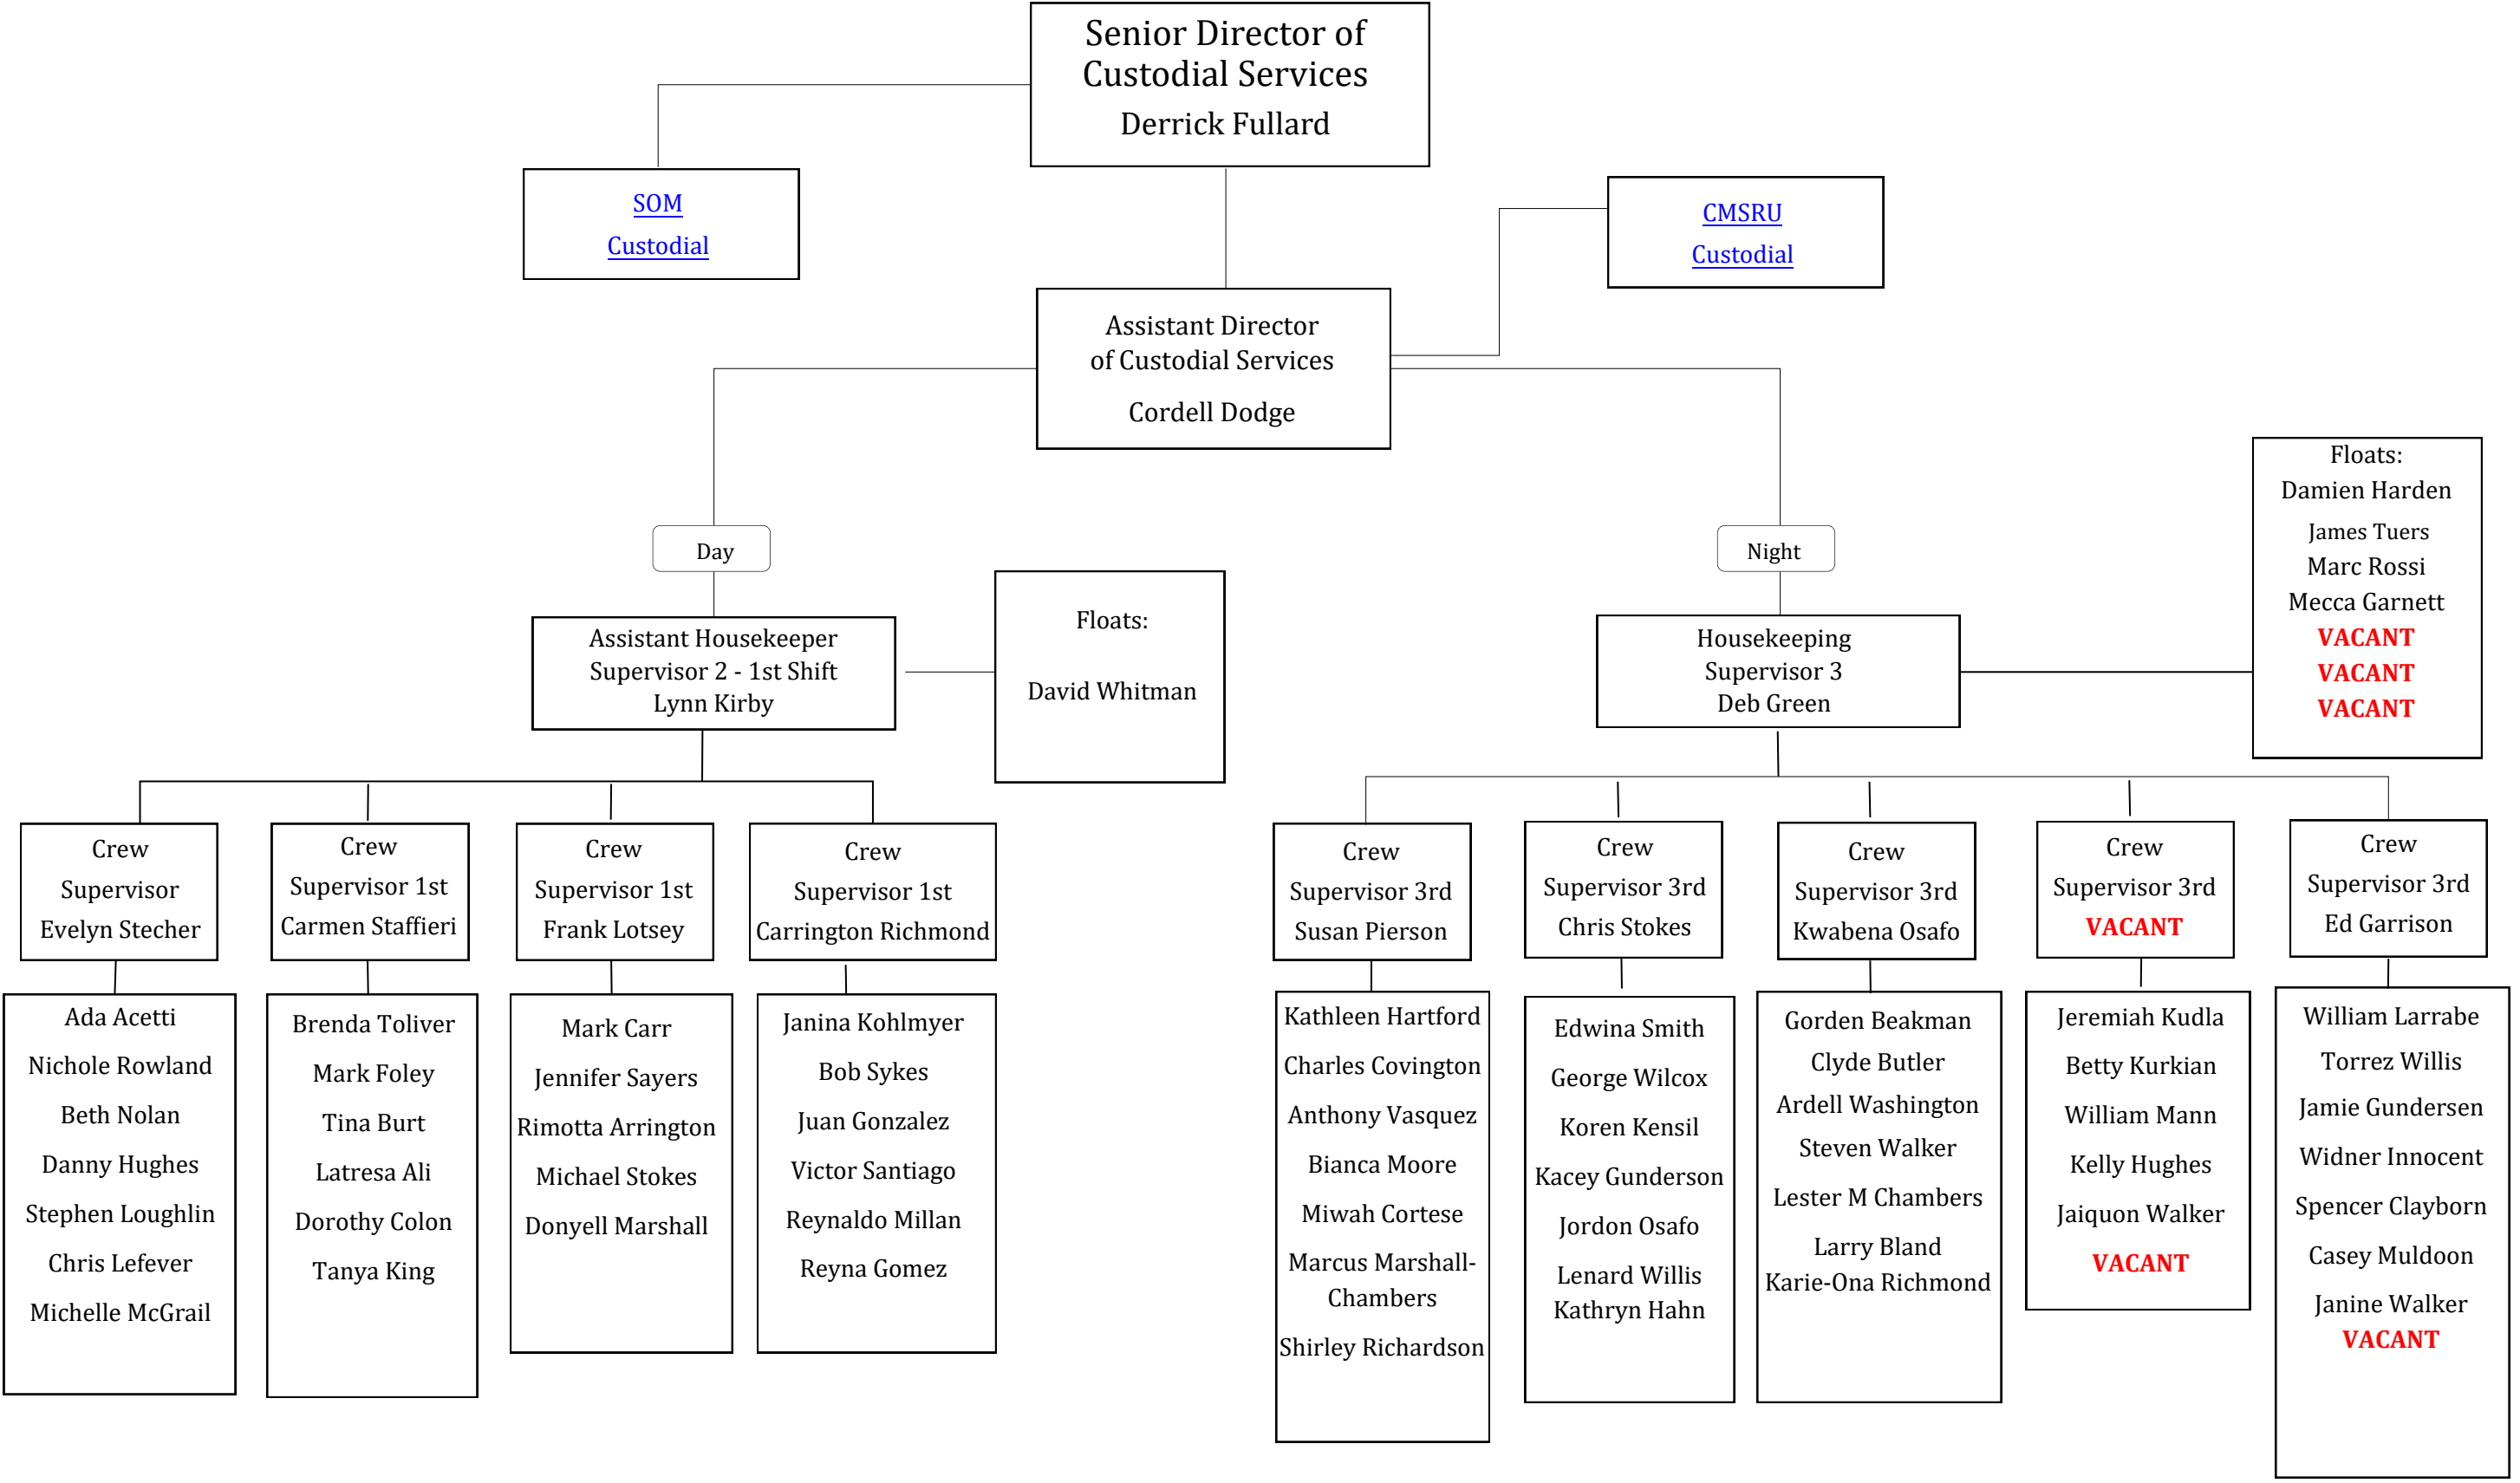 Senior Director of
Custodial Services
Derrick Fullard
SOM
Custodial
CMSRU
Custodial
Assistant Director
of Custodial Services
Cordell Dodge
Day
Night
Floats:
Damien Harden
James Tuers
Marc Rossi
Mecca Garnett
VACANT
VACANT
VACANT
Assistant Housekeeper
Supervisor 2 - 1st Shift
Lynn Kirby
Floats:
David Whitman
Housekeeping
Supervisor 3
Deb Green
Crew
Supervisor
Evelyn Stecher
Crew
Supervisor 1st
Carmen Staffieri
Crew
Supervisor 1st
Frank Lotsey
Crew
Supervisor 1st
Carrington Richmond
Crew
Supervisor 3rd
Susan Pierson
Crew
Supervisor 3rd
Chris Stokes
Crew
Supervisor 3rd
Kwabena Osafo
Crew
Supervisor 3rd
VACANT
Crew
Supervisor 3rd
Ed Garrison
Ada Acetti
Nichole Rowland
Beth Nolan
Danny Hughes
Stephen Loughlin
Chris Lefever
Michelle McGrail
Brenda Toliver
Mark Foley
Tina Burt
Latresa Ali
Dorothy Colon
Tanya King
Mark Carr
Jennifer Sayers
Rimotta Arrington
Michael Stokes
Donyell Marshall
Janina Kohlmyer
Bob Sykes
Juan Gonzalez
Victor Santiago
Reynaldo Millan
Reyna Gomez
Kathleen Hartford
Charles Covington
Anthony Vasquez
Bianca Moore
Miwah Cortese
Marcus Marshall-
Chambers
Shirley Richardson
Edwina Smith
George Wilcox
Koren Kensil
Kacey Gunderson
Jordon Osafo
Lenard Willis
Kathryn Hahn
Gorden Beakman
Clyde Butler
Ardell Washington
Steven Walker
Lester M Chambers
Larry Bland
Karie-Ona Richmond
Jeremiah Kudla
Betty Kurkian
William Mann
Kelly Hughes
Jaiquon Walker
VACANT
William Larrabe
Torrez Willis
Jamie Gundersen
Widner Innocent
Spencer Clayborn
Casey Muldoon
Janine Walker
VACANT